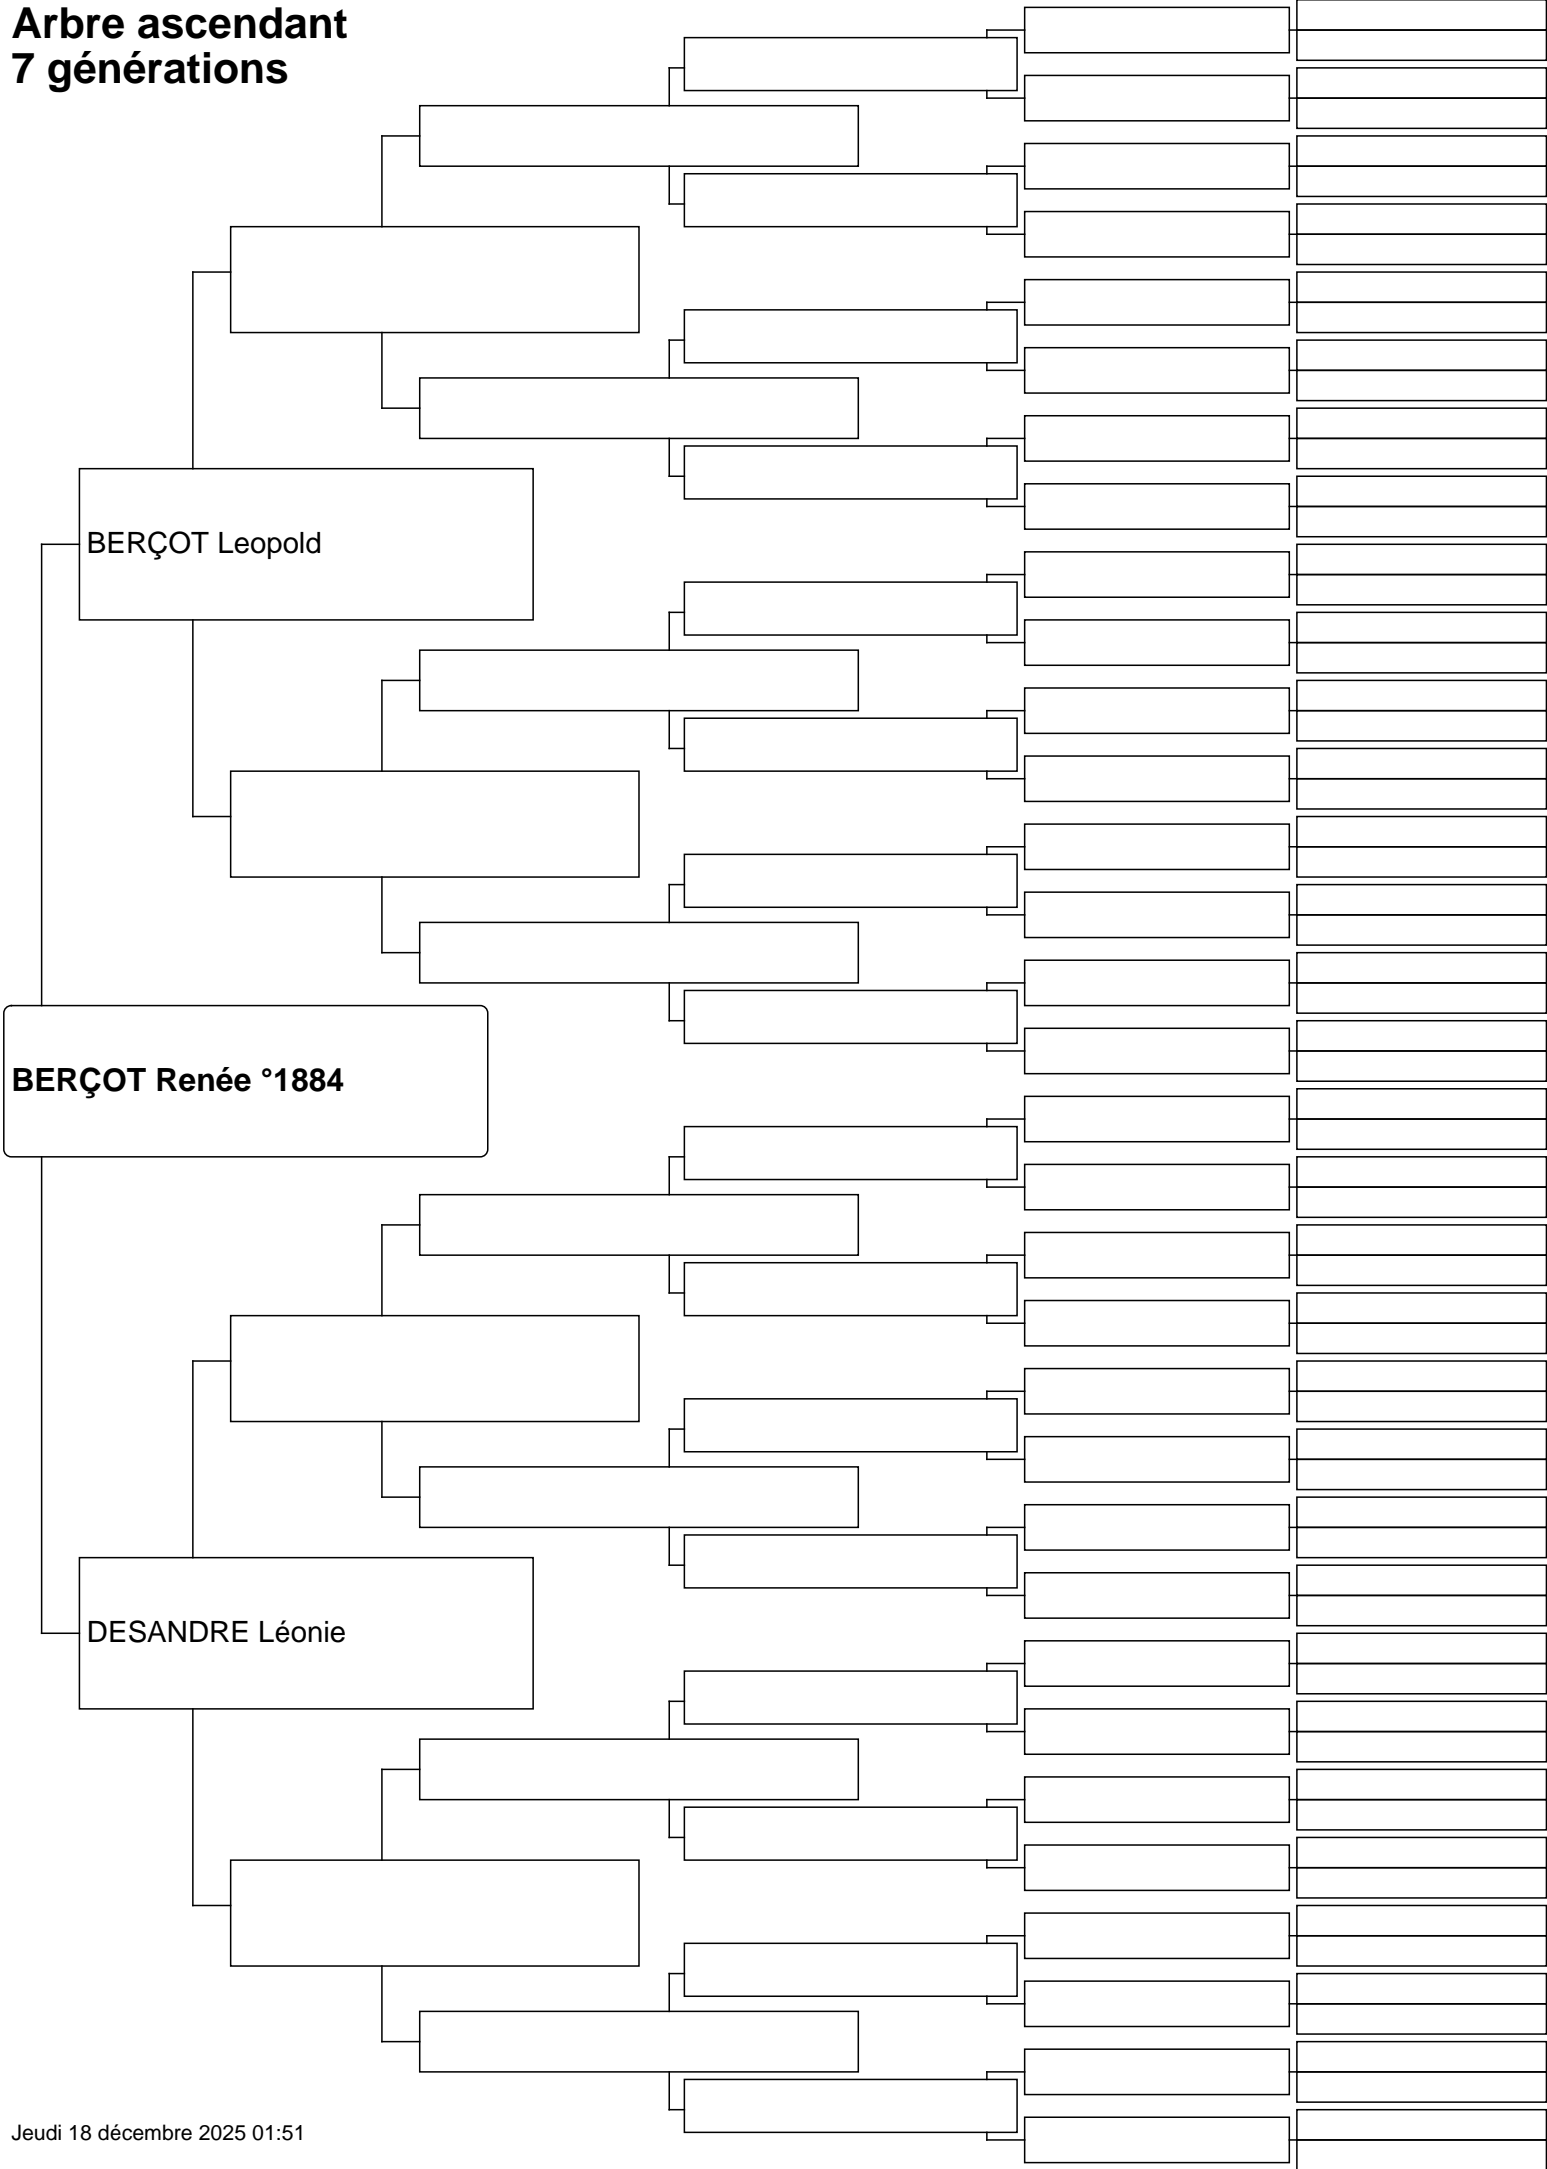 Arbre ascendant
7 générations
BERÇOT Leopold
BERÇOT Renée °1884
DESANDRE Léonie
Jeudi 18 décembre 2025 01:51